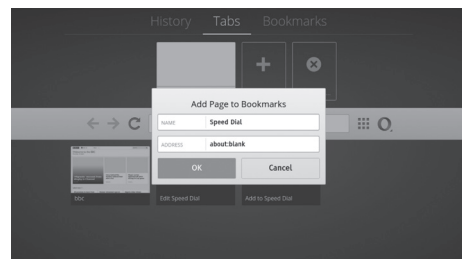 History Tabs Bookmarks
Add Page to Bookmarks
NAME Speed Dial
ADDRESS about:blank
OK Cancel
bbc Edit Speed Dial Add to Speed Dial